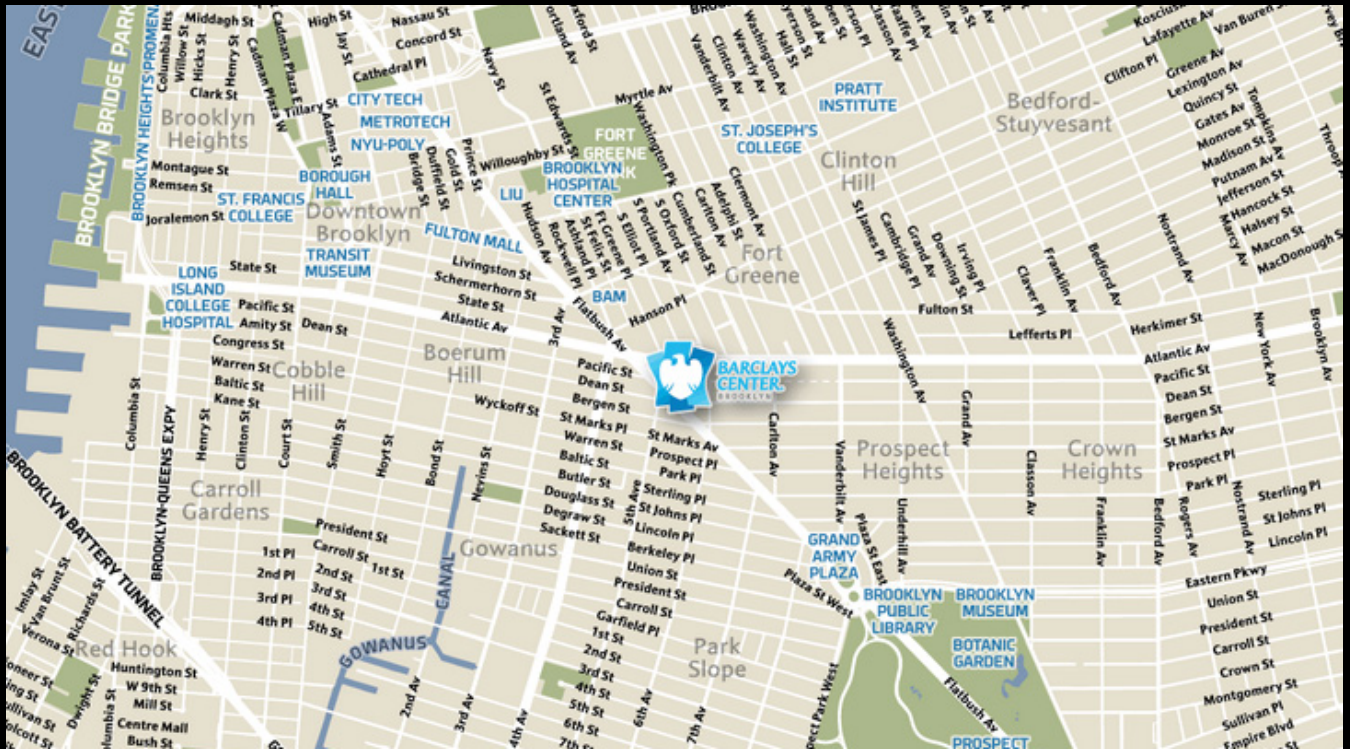 EAST
BROOKLYN BRIDGE PARK
BROOKLYN HEIGHTS PROMEN
Columbia Hts
Middagh St
Willow St
Hicks St
Henry St
Cadman Plaza W
Cadman Plaza E
High St
Jay St
Nassau St
Concord St
Cathedral Pl
Clark St
Tillary St
Adams St
Brooklyn
Heights
CITY TECH
METROTECH
NYU-POLY
Navy St
St Edwards St
Myrtle Av
Washington Pk
FORT
GREENE
Vanderbilt Av
Clinton Av
Waverly Av
Washington Av
Hall St
PRATT
INSTITUTE
ST. JOSEPH'S
COLLEGE
Bedford-
Stuyvesant
Lafayette Av
Van Buren St
Clifton Pl
Greene Av
Lexington Av
Quincy St
Gates Av
Monroe St
Madison St
Putnam Av
Jefferson St
Hancock St
Halsey St
Macon St
MacDonough S
Tompkins Av
Marcy Av
Montague St
Remsen St
Joralemon St
ST. FRANCIS
COLLEGE
BOROUGH
HALL
Downtown
Brooklyn
TRANSIT
MUSEUM
Bridge St
Duffield St
Gold St
Prince St
Willoughby St
LIU
BROOKLYN
HOSPITAL
CENTER
FULTON MALL
Hudson Av
Rockwell Pl
Ashland Pl
St Felix St
Ft Greene Pl
S Elliot Pl
S Portland Av
S Oxford St
Cumberland St
Carlton Av
Adelphi St
Clermont Av
Clinton
Hill
Fort
Greene
St James Pl
Cambridge Pl
Grand Av
Downing St
Irving Pl
Claver Pl
Franklin Av
Bedford Av
Nostrand Av
LONG
ISLAND
COLLEGE
HOSPITAL
State St
Pacific St
Amity St
Dean St
Congress St
Warren St
Baltic St
Kane St
Cobble
Hill
Livingston St
Schermerhorn St
State St
Atlantic Av
3rd Av
Flatbush Av
BAM
Hanson Pl
Fulton St
Lefferts Pl
Herkimer St
Atlantic Av
Pacific St
Dean St
Bergen St
St Marks Av
Prospect Pl
Park Pl
New York Av
Brooklyn Av
Boerum
Hill
Wyckoff St
Pacific St
Dean St
Bergen St
St Marks Pl
Warren St
Baltic St
Butler St
Douglass St
Degraw St
Sackett St
BARCLAYS
CENTER
BROOKLYN
Washington Av
Grand Av
Carlton Av
Vanderbilt Av
Underhill Av
Classon Av
Prospect
Heights
Crown
Heights
Franklin Av
Bedford Av
Rogers Av
Nostrand Av
Sterling Pl
St Johns Pl
Lincoln Pl
Columbia St
BROOKLYN-QUEENS EXPY
Henry St
Clinton St
Court St
Smith St
Hoyt St
Bond St
Nevins St
Carroll
Gardens
BROOKLYN BATTERY TUNNEL
St Marks Av
Prospect Pl
Park Pl
Sterling Pl
St Johns Pl
Lincoln Pl
Berkeley Pl
Union St
President St
Carroll St
Garfield Pl
1st St
2nd St
3rd St
4th St
5th St
6th St
5th Ave
President St
Carroll St
1st St
2nd St
3rd St
4th St
5th St
1st Pl
2nd Pl
3rd Pl
4th Pl
Gowanus
GOWANUS
CANAL
GRAND
ARMY
PLAZA
Plaza St East
Plaza St West
BROOKLYN
PUBLIC
LIBRARY
BROOKLYN
MUSEUM
BOTANIC
GARDEN
Eastern Pkwy
Union St
President St
Carroll St
Crown St
Montgomery St
Sullivan Pl
Empire Blvd
Imlay St
Van Brunt St
Richards St
Verona St
Red Hook
Dwight St
Huntington St
W 9th St
Mill St
Centre Mall
Bush St
2nd Av
3rd Av
4th Av
6th Av
7th Av
Park
Slope
Flatbush Av
PROSPECT